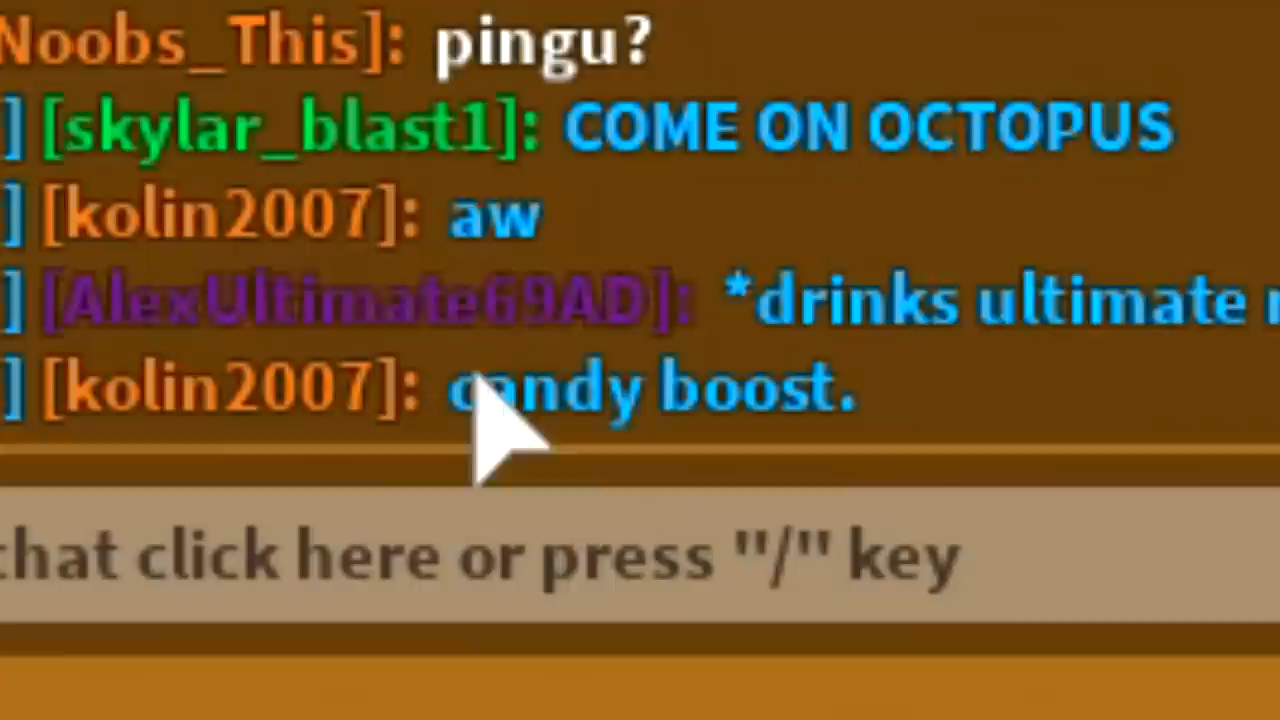 Noobs_This]: pingu?
] [skylar_blast1]: COME ON OCTOPUS
] [kolin2007]: aw
] [AlexUltimate69AD]: *drinks ultimate
] [kolin2007]: candy boost.
chat click here or press "/" key